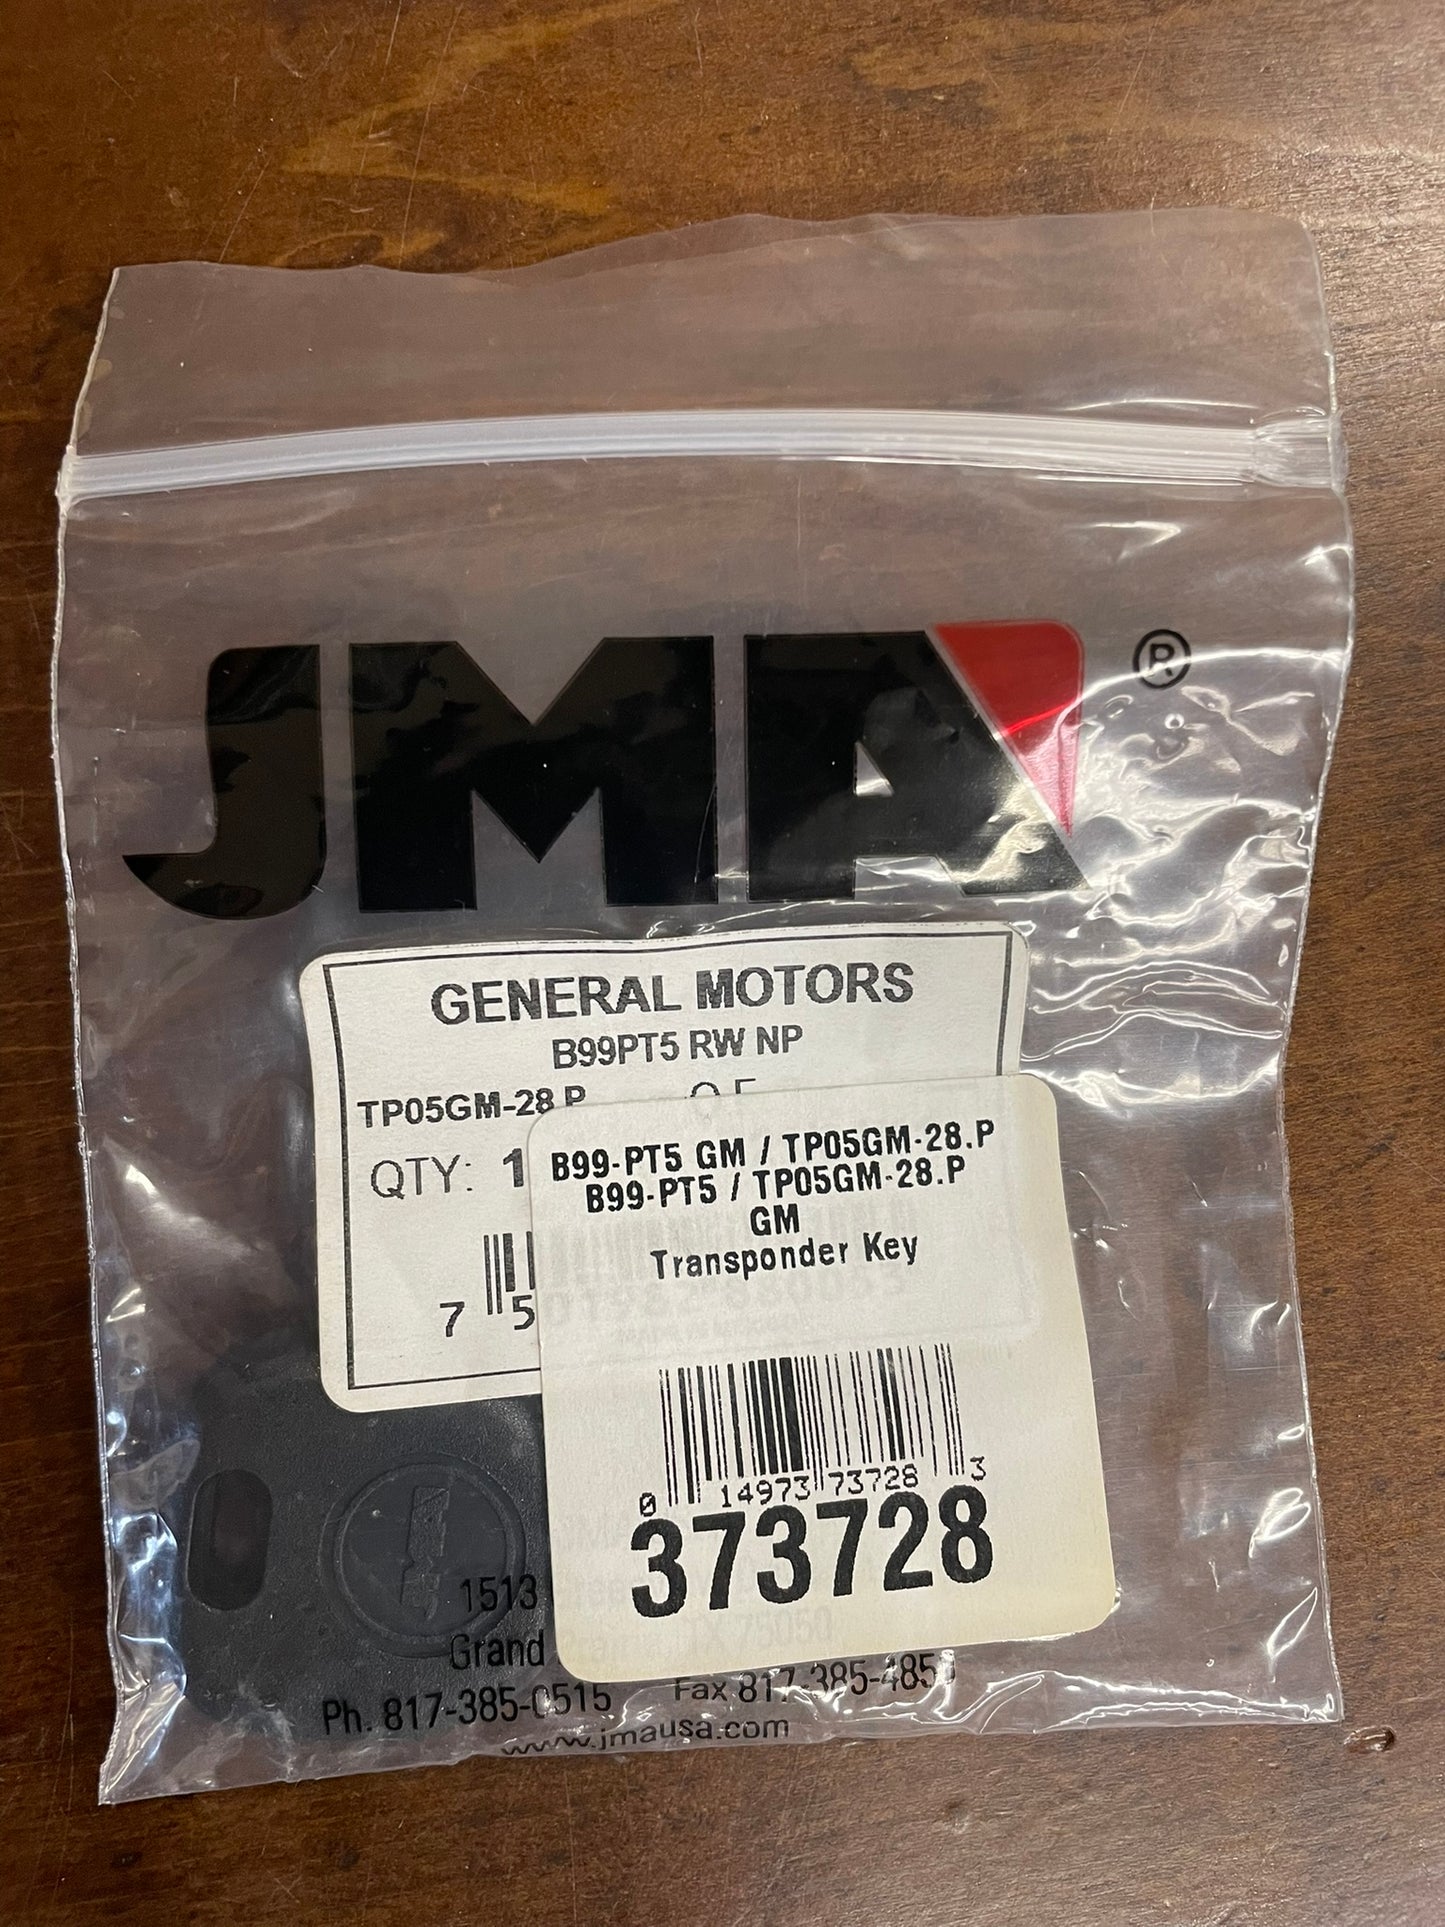 JMA®
GENERAL MOTORS
B99PT5 RW NP
TP05GM-28.P
QTY: 1
7 5
B99-PT5 GM / TP05GM-28.P
B99-PT5 / TP05GM-28.P
GM
Transponder Key
0 14973 73728 3
373728
1513
Grand TX 75050
Ph. 817-385-0515 Fax 817-385-485
www.jmausa.com